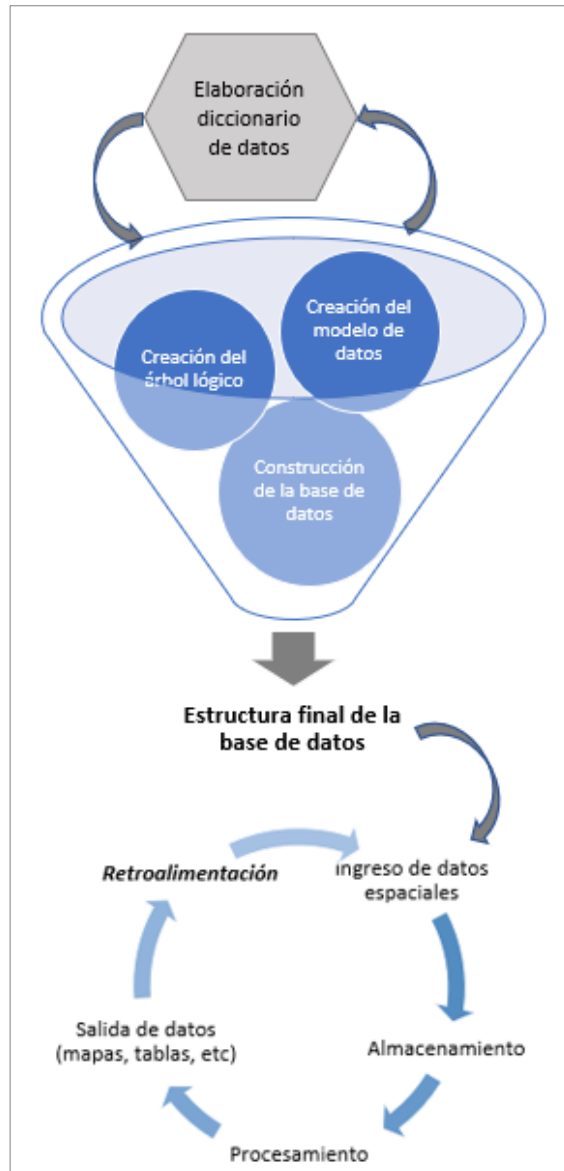 Elaboración
diccionario
de datos
Creación del
modelo de
datos
Creación del
árbol lógico
Construcción
de la base de
datos
Estructura final de la
base de datos
Retroalimentación
Ingreso de datos
espaciales
Salida de datos
(mapas, tablas, etc)
Almacenamiento
Procesamiento